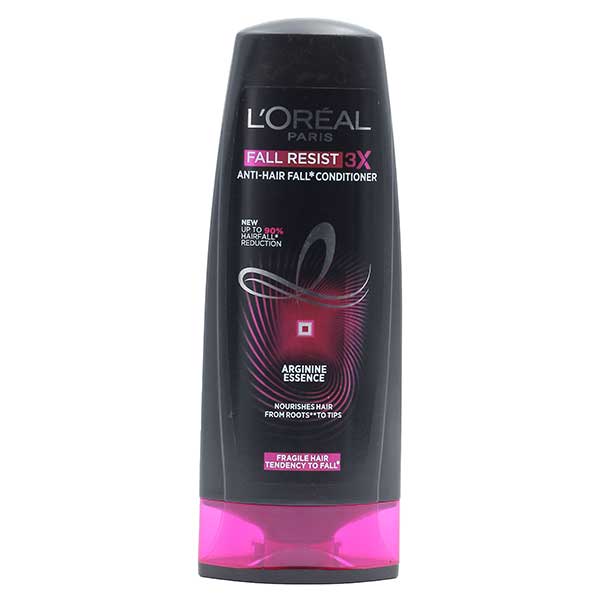 L'ORÉAL
PARIS
FALL RESIST 3X
ANTI-HAIR FALL* CONDITIONER
NEW
UP TO 90%
HAIRFALL*
REDUCTION
ARGININE
ESSENCE
NOURISHES HAIR
FROM ROOTS** TO TIPS
FRAGILE HAIR
TENDENCY TO FALL*